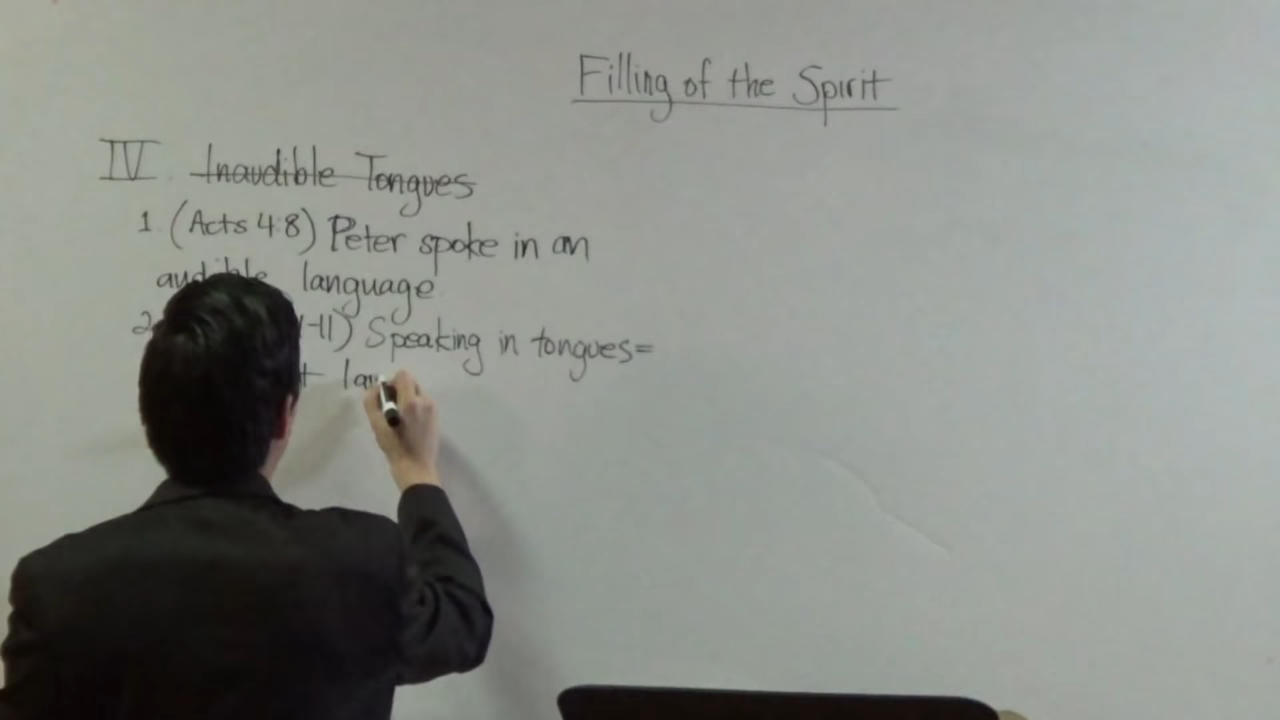 Filling of the Spirit
IV. Inaudible Tongues
1. (Acts 4:8) Peter spoke in an
audible language
2. -11) Speaking in tongues=